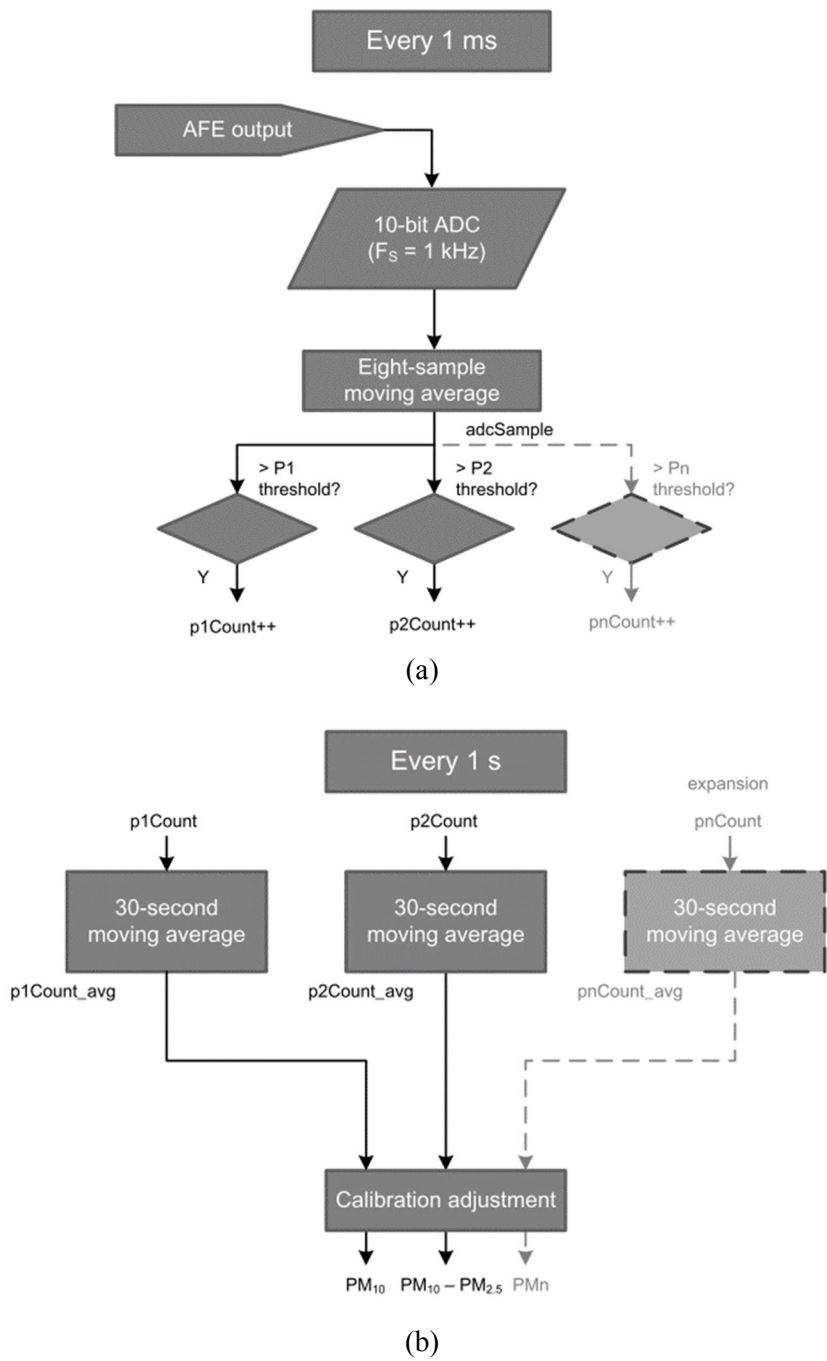 Every 1 ms
AFE output
10-bit ADC
(F_S = 1 kHz)
Eight-sample
moving average
adcSample
> P1
threshold?
> P2
threshold?
> Pn
threshold?
Y
Y
Y
p1Count++
p2Count++
pnCount++
(a)
Every 1 s
expansion
p1Count
p2Count
pnCount
30-second
moving average
30-second
moving average
30-second
moving average
p1Count_avg
p2Count_avg
pnCount_avg
Calibration adjustment
PM₁₀
PM₁₀ – PM₂.₅
PMn
(b)